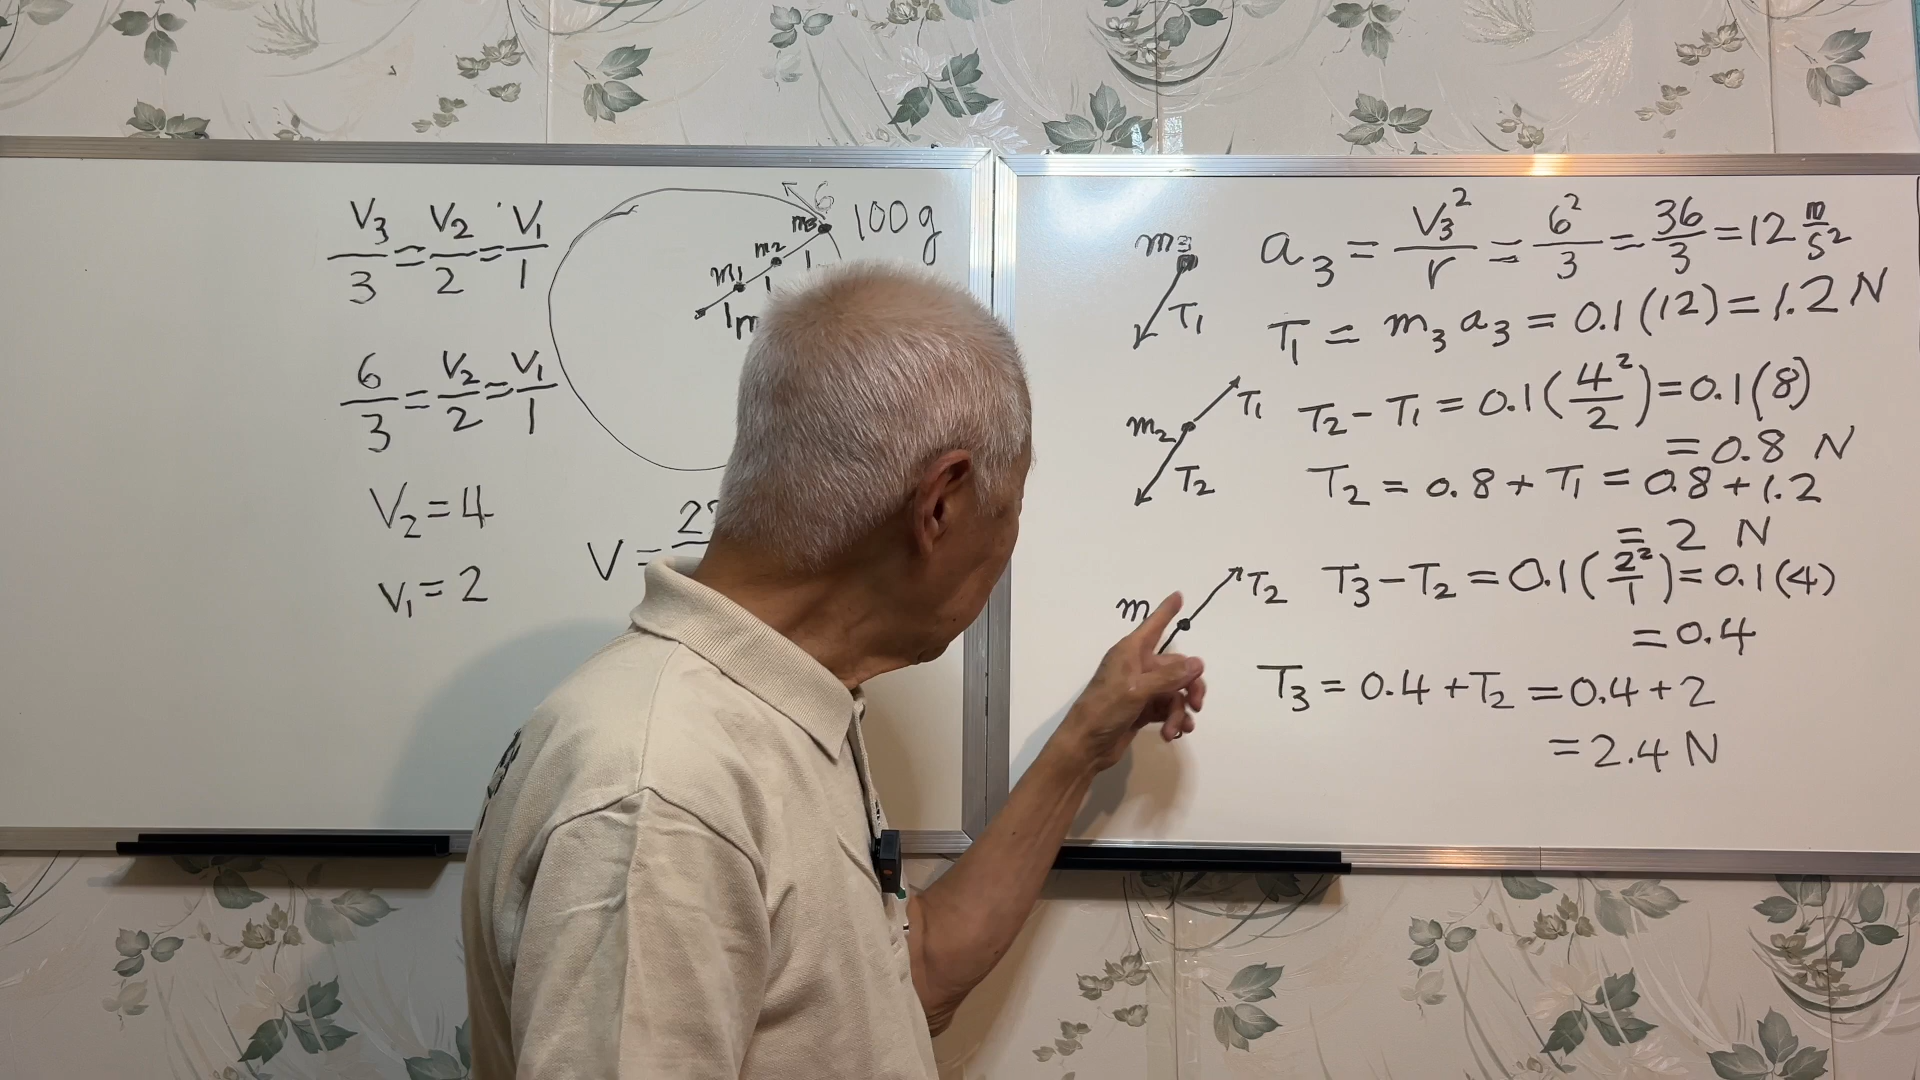 V₃/3 = V₂/2 = V₁/1
6/3 = V₂/2 = V₁/1
V₂ = 4
V₁ = 2
6
m₃ 100g
m₂
m₁
1
1
1m
V =
m₃
T₁
a₃ = V₃²/r = 6²/3 = 36/3 = 12 m/s²
T₁ = m₃ a₃ = 0.1 (12) = 1.2 N
T₁
m₂
T₂
T₂ - T₁ = 0.1 (4²/2) = 0.1 (8)
= 0.8 N
T₂ = 0.8 + T₁ = 0.8 + 1.2
= 2 N
T₂
m
T₃ - T₂ = 0.1 (2²/1) = 0.1 (4)
= 0.4
T₃ = 0.4 + T₂ = 0.4 + 2
= 2.4 N